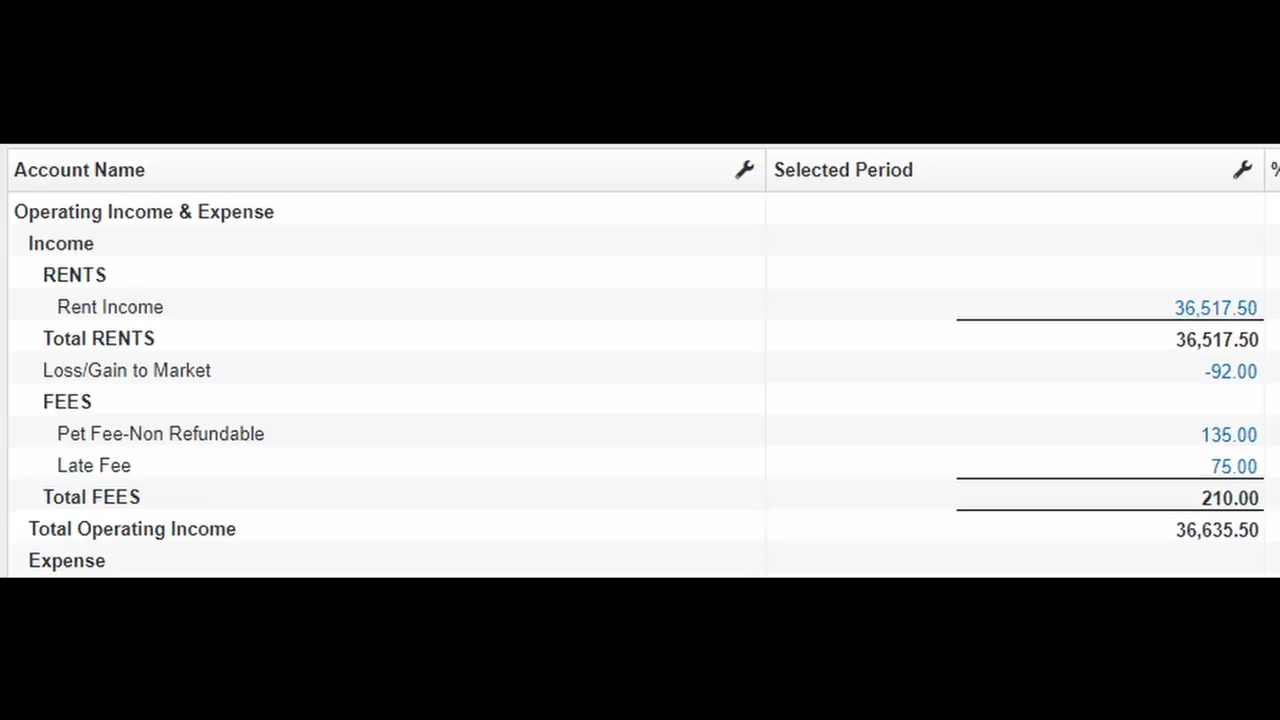 Account Name Selected Period %
Operating Income & Expense
Income
RENTS
Rent Income 36,517.50
Total RENTS 36,517.50
Loss/Gain to Market -92.00
FEES
Pet Fee-Non Refundable 135.00
Late Fee 75.00
Total FEES 210.00
Total Operating Income 36,635.50
Expense